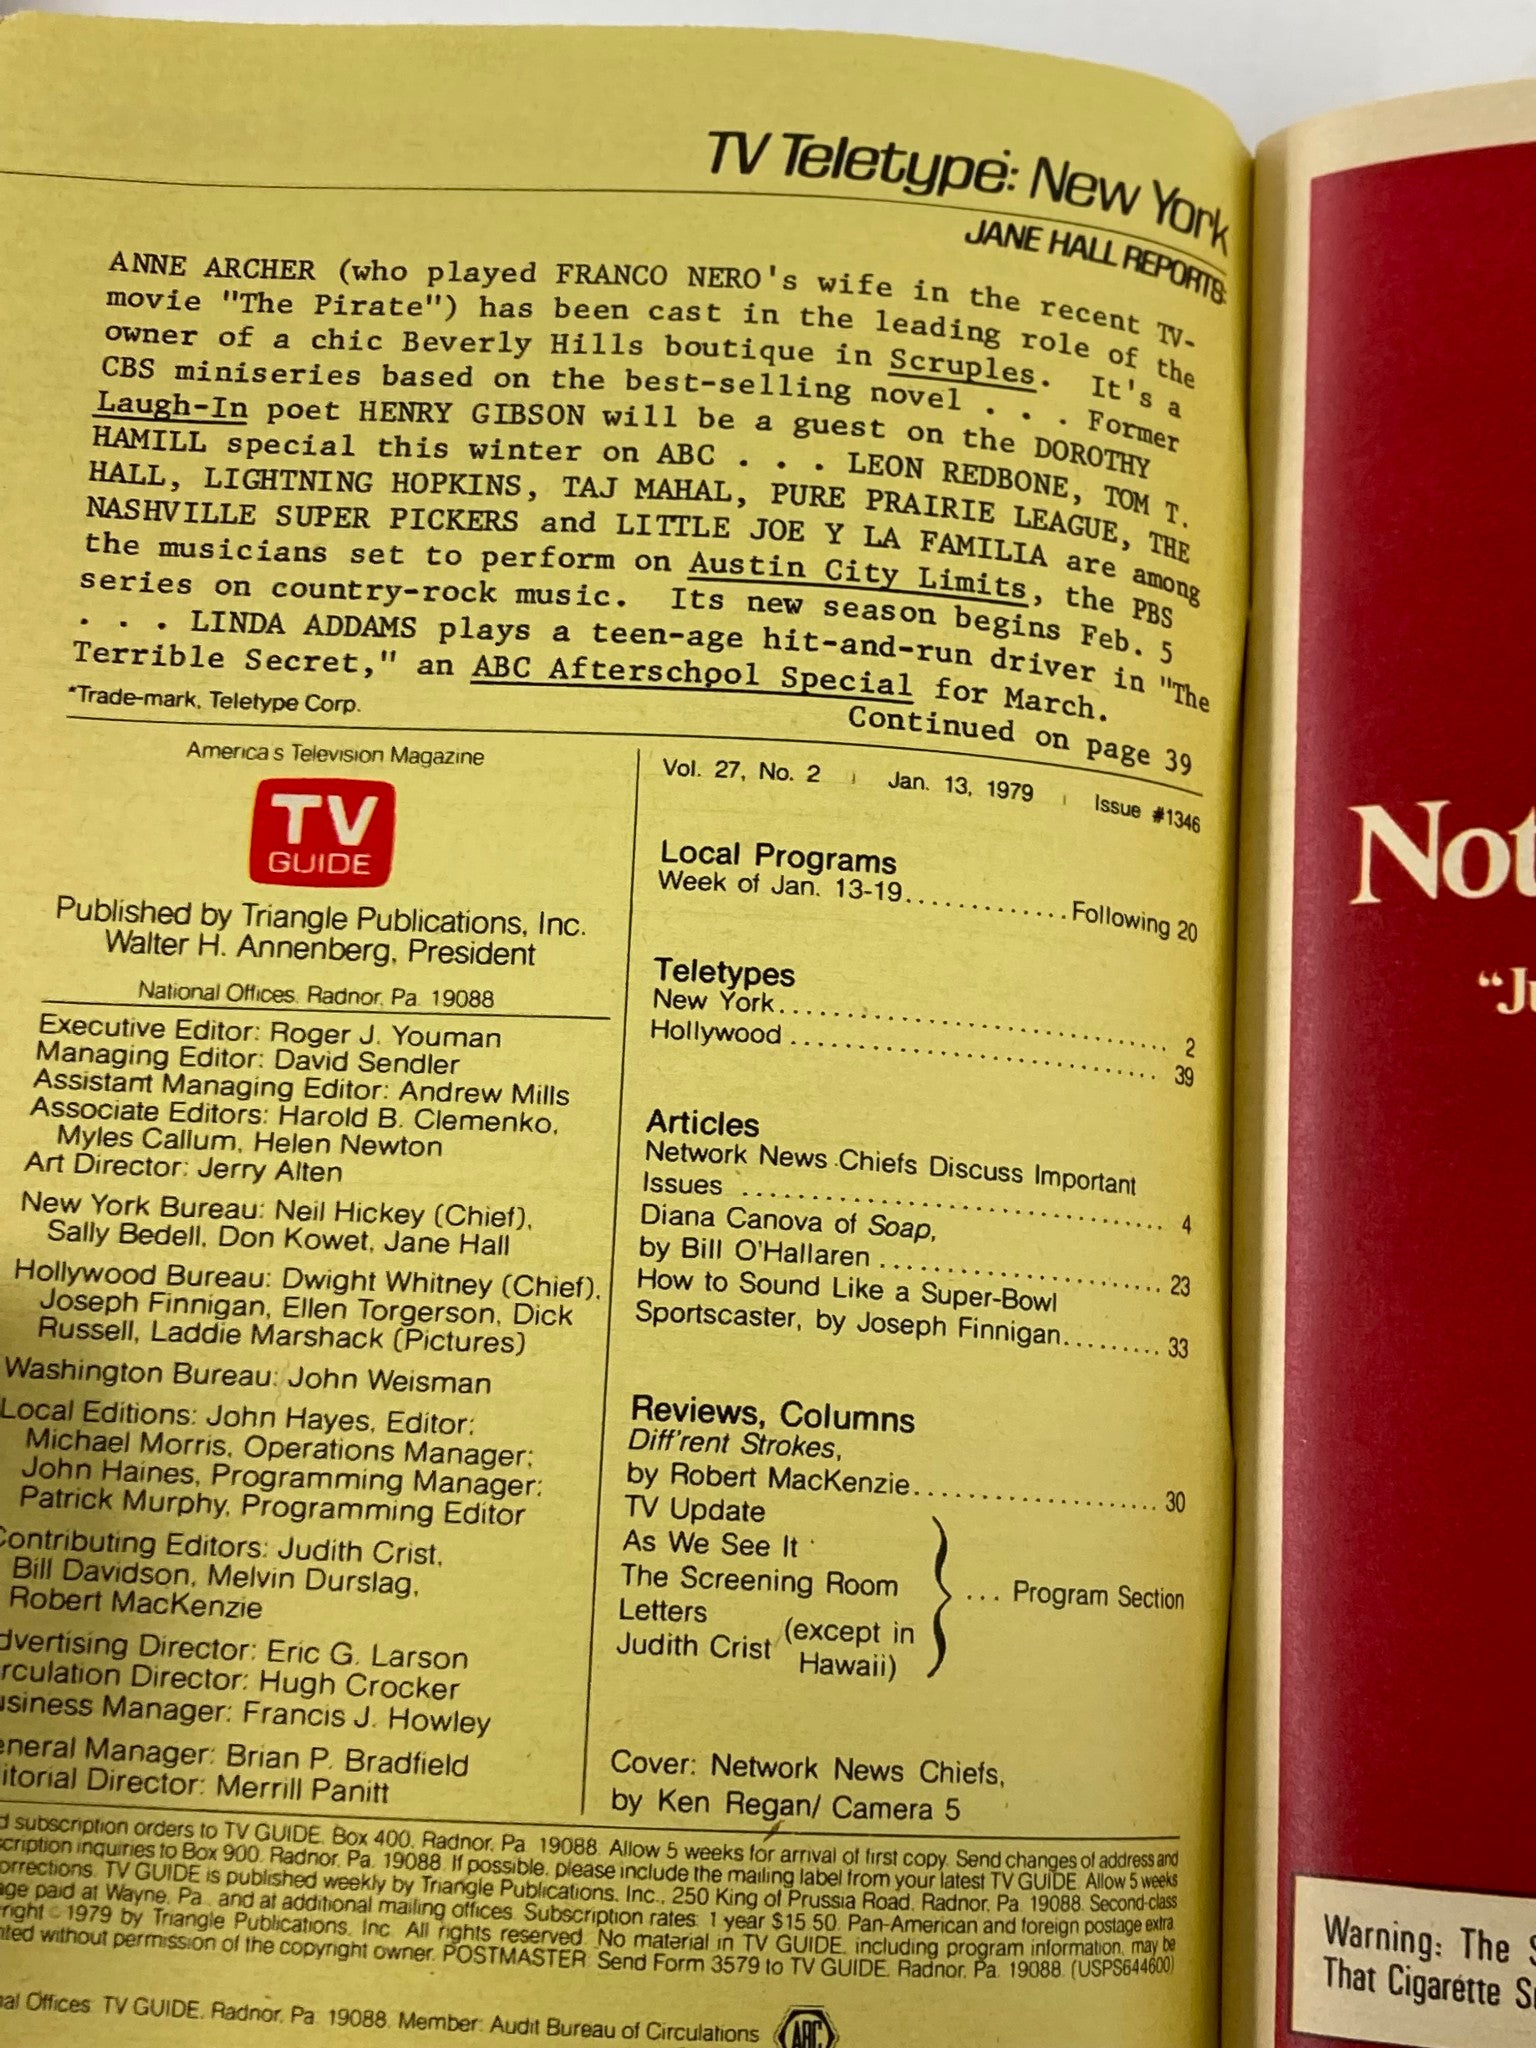 TV Teletype*: New York
JANE HALL REPORTS:
ANNE ARCHER (who played FRANCO NERO's wife in the recent TV-
movie "The Pirate") has been cast in the leading role of the
owner of a chic Beverly Hills boutique in Scruples. It's a
CBS miniseries based on the best-selling novel . . . Former
Laugh-In poet HENRY GIBSON will be a guest on the DOROTHY
HAMILL special this winter on ABC . . . LEON REDBONE, TOM T.
HALL, LIGHTNING HOPKINS, TAJ MAHAL, PURE PRAIRIE LEAGUE, THE
NASHVILLE SUPER PICKERS and LITTLE JOE Y LA FAMILIA are among
the musicians set to perform on Austin City Limits, the PBS
series on country-rock music. Its new season begins Feb. 5
. . . LINDA ADDAMS plays a teen-age hit-and-run driver in "The
Terrible Secret," an ABC Afterschool Special for March.
*Trade-mark, Teletype Corp.
Continued on page 39
America's Television Magazine
TV
GUIDE
Published by Triangle Publications, Inc.
Walter H. Annenberg, President
National Offices, Radnor, Pa. 19088
Executive Editor: Roger J. Youman
Managing Editor: David Sendler
Assistant Managing Editor: Andrew Mills
Associate Editors: Harold B. Clemenko,
Myles Callum, Helen Newton
Art Director: Jerry Alten
New York Bureau: Neil Hickey (Chief),
Sally Bedell, Don Kowet, Jane Hall
Hollywood Bureau: Dwight Whitney (Chief),
Joseph Finnigan, Ellen Torgerson, Dick
Russell, Laddie Marshack (Pictures)
Washington Bureau: John Weisman
Local Editions: John Hayes, Editor;
Michael Morris, Operations Manager;
John Haines, Programming Manager;
Patrick Murphy, Programming Editor
ontributing Editors: Judith Crist,
Bill Davidson, Melvin Durslag,
Robert MacKenzie
dvertising Director: Eric G. Larson
rculation Director: Hugh Crocker
usiness Manager: Francis J. Howley
eneral Manager: Brian P. Bradfield
itorial Director: Merrill Panitt
Vol. 27, No. 2 | Jan. 13, 1979 | Issue #1346
Local Programs
Week of Jan. 13-19.............Following 20
Teletypes
New York.............................. 2
Hollywood ............................ 39
Articles
Network News Chiefs Discuss Important
Issues ................................. 4
Diana Canova of Soap,
by Bill O'Hallaren ...................... 23
How to Sound Like a Super-Bowl
Sportscaster, by Joseph Finnigan......... 33
Reviews, Columns
Diff'rent Strokes,
by Robert MacKenzie.................... 30
TV Update
As We See It
The Screening Room
Letters
Judith Crist (except in
Hawaii)
... Program Section
Cover: Network News Chiefs,
by Ken Regan/ Camera 5
d subscription orders to TV GUIDE, Box 400, Radnor, Pa. 19088. Allow 5 weeks for arrival of first copy. Send changes of address and
scription inquiries to Box 900, Radnor, Pa. 19088. If possible, please include the mailing label from your latest TV GUIDE. Allow 5 weeks
orrections. TV GUIDE is published weekly by Triangle Publications, Inc., 250 King of Prussia Road, Radnor, Pa. 19088. Second-class
age paid at Wayne, Pa., and at additional mailing offices. Subscription rates: 1 year $15.50. Pan-American and foreign postage extra.
right © 1979 by Triangle Publications, Inc. All rights reserved. No material in TV GUIDE, including program information, may be
nted without permission of the copyright owner. POSTMASTER: Send Form 3579 to TV GUIDE, Radnor, Pa. 19088. (USPS644600)
al Offices: TV GUIDE, Radnor, Pa. 19088. Member: Audit Bureau of Circulations
ABC
Not
"Ju
Warning: The S
That Cigarette S